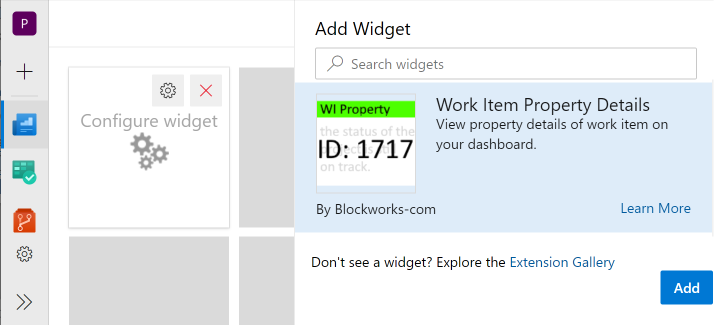 P
Add Widget
Search widgets
Configure widget
WI Property
the status of the
ID: 1717
on track.
Work Item Property Details
View property details of work item on
your dashboard.
By Blockworks-com
Learn More
Don't see a widget? Explore the Extension Gallery
Add